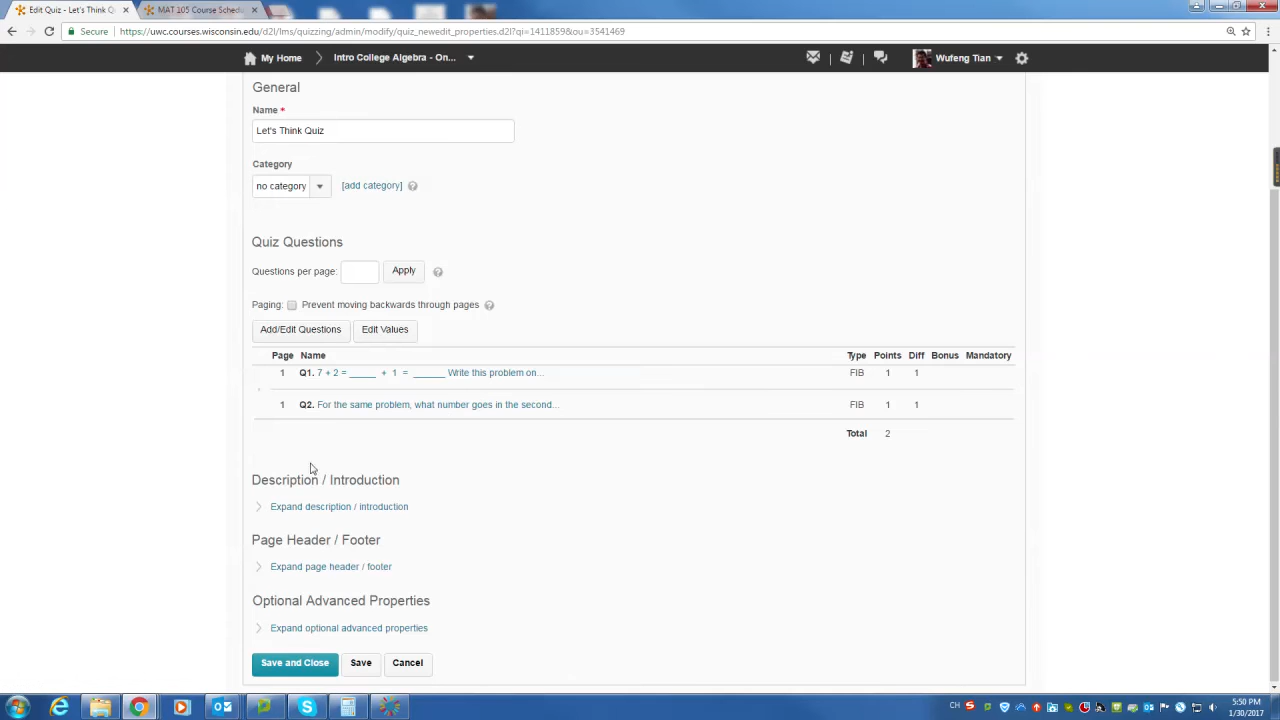 Edit Quiz - Let's Think Q
MAT 105 Course Schedu
Secure https://uwc.courses.wisconsin.edu/d2l/lms/quizzing/admin/modify/quiz_newedit_properties.d2l?qi=1411859&ou=3541469
My Home Intro College Algebra - On... Wufeng Tian
General
Name *
Let's Think Quiz
Category
no category [add category]
Quiz Questions
Questions per page: Apply
Paging: Prevent moving backwards through pages
Add/Edit Questions Edit Values
Page Name Type Points Diff Bonus Mandatory
1 Q1. 7 + 2 = _____ + 1 = ______ Write this problem on... FIB 1 1
1 Q2. For the same problem, what number goes in the second... FIB 1 1
Total 2
Description / Introduction
Expand description / introduction
Page Header / Footer
Expand page header / footer
Optional Advanced Properties
Expand optional advanced properties
Save and Close Save Cancel
CH
5:50 PM
1/30/2017